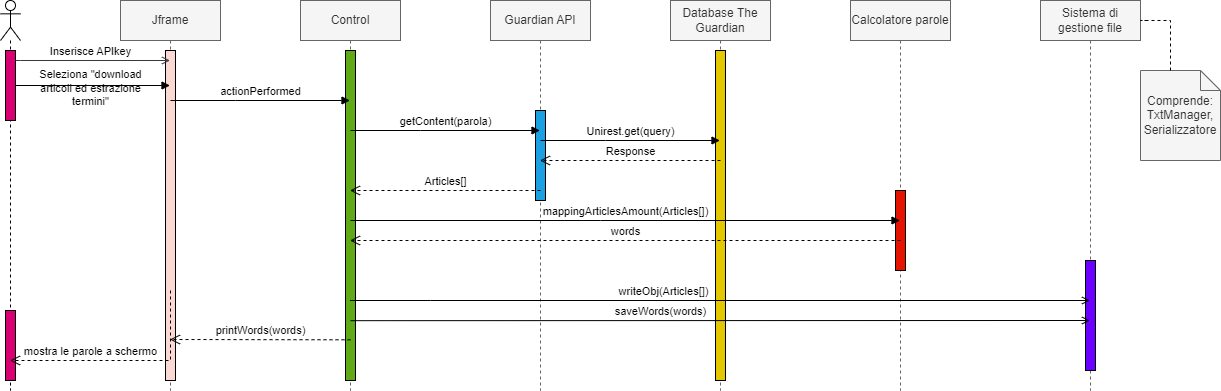 Jframe
Control
Guardian API
Database The
Guardian
Calcolatore parole
Sistema di
gestione file
Inserisce APIkey
Seleziona "download
articoli ed estrazione
termini"
actionPerformed
getContent(parola)
Unirest.get(query)
Response
Articles[]
mappingArticlesAmount(Articles[])
words
writeObj(Articles[])
saveWords(words)
printWords(words)
mostra le parole a schermo
Comprende:
TxtManager,
Serializzatore